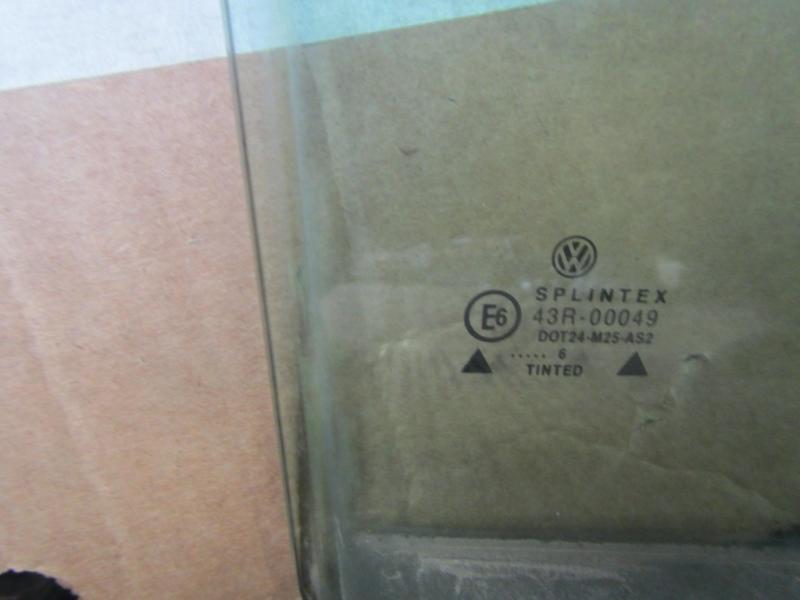 SPLINTEX
E6 43R-00049
DOT24-M25-AS2
..... 6
TINTED